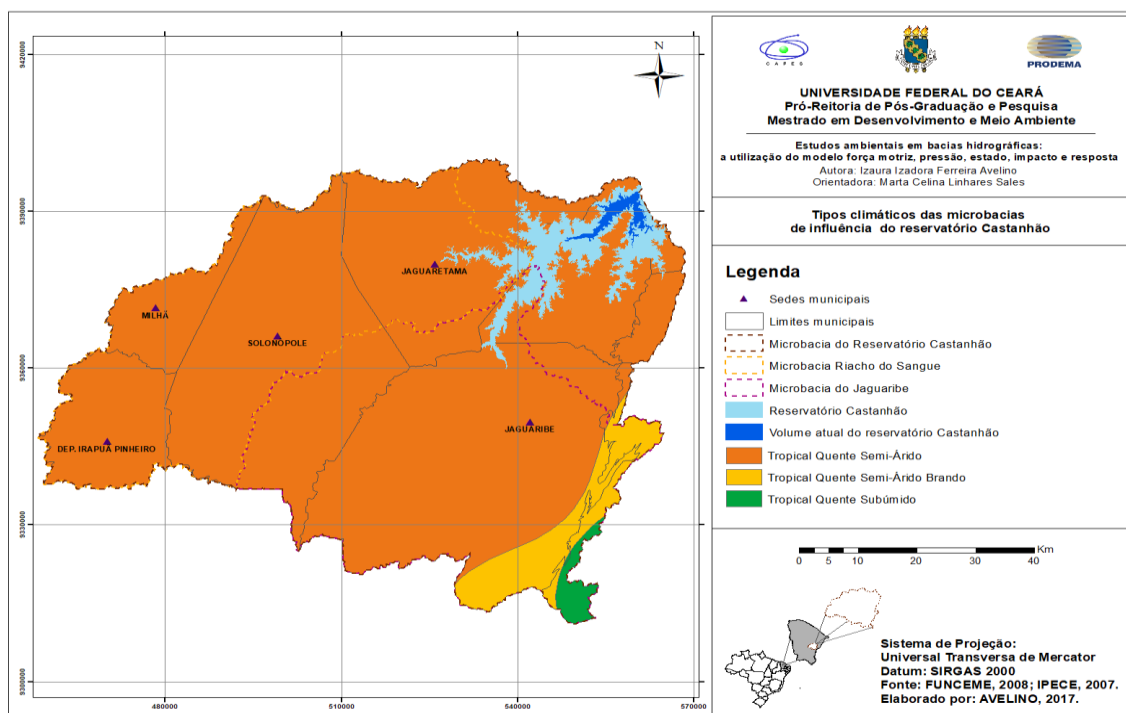 9420000
9390000
9360000
9330000
9300000
480000
510000
540000
570000
N
JAGUARETAMA
MILHÃ
SOLONÓPOLE
DEP. IRAPUÃ PINHEIRO
JAGUARIBE
CAPES
PRODEMA
UNIVERSIDADE FEDERAL DO CEARÁ
Pró-Reitoria de Pós-Graduação e Pesquisa
Mestrado em Desenvolvimento e Meio Ambiente
Estudos ambientais em bacias hidrográficas:
a utilização do modelo força motriz, pressão, estado, impacto e resposta
Autora: Izaura Izadora Ferreira Avelino
Orientadora: Marta Celina Linhares Sales
Tipos climáticos das microbacias
de influência do reservatório Castanhão
Legenda
Sedes municipais
Limites municipais
Microbacia do Reservatório Castanhão
Microbacia Riacho do Sangue
Microbacia do Jaguaribe
Reservatório Castanhão
Volume atual do reservatório Castanhão
Tropical Quente Semi-Árido
Tropical Quente Semi-Árido Brando
Tropical Quente Subúmido
Km
0 5 10 20 30 40
Sistema de Projeção:
Universal Transversa de Mercator
Datum: SIRGAS 2000
Fonte: FUNCEME, 2008; IPECE, 2007.
Elaborado por: AVELINO, 2017.